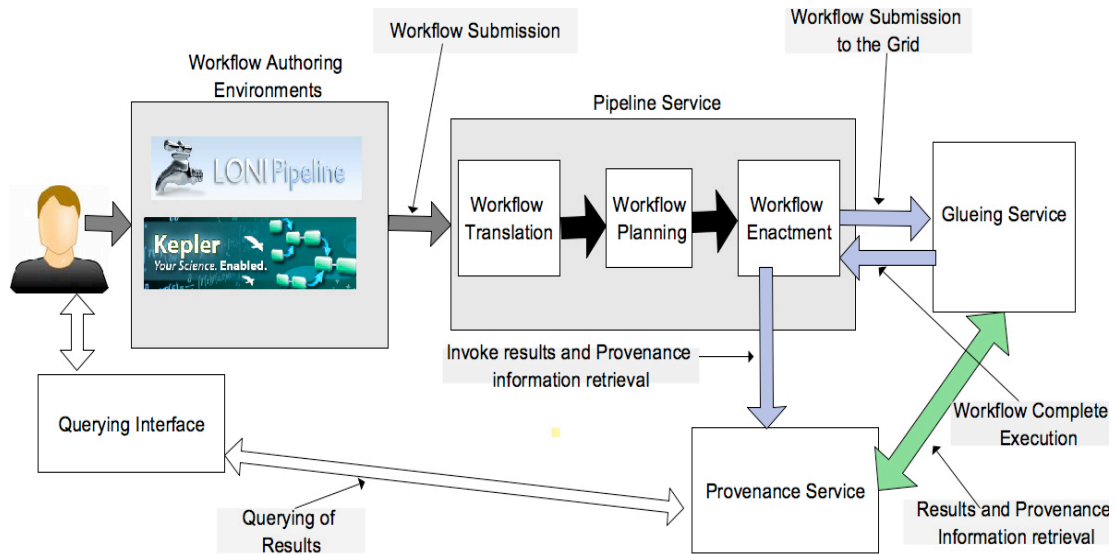 Workflow Submission
Workflow Submission
to the Grid
Workflow Authoring
Environments
Pipeline Service
LONI Pipeline
Kepler
Your Science. Enabled.
Workflow
Translation
Workflow
Planning
Workflow
Enactment
Glueing Service
Invoke results and Provenance
information retrieval
Querying Interface
Workflow Complete
Execution
Provenance Service
Querying of
Results
Results and Provenance
Information retrieval